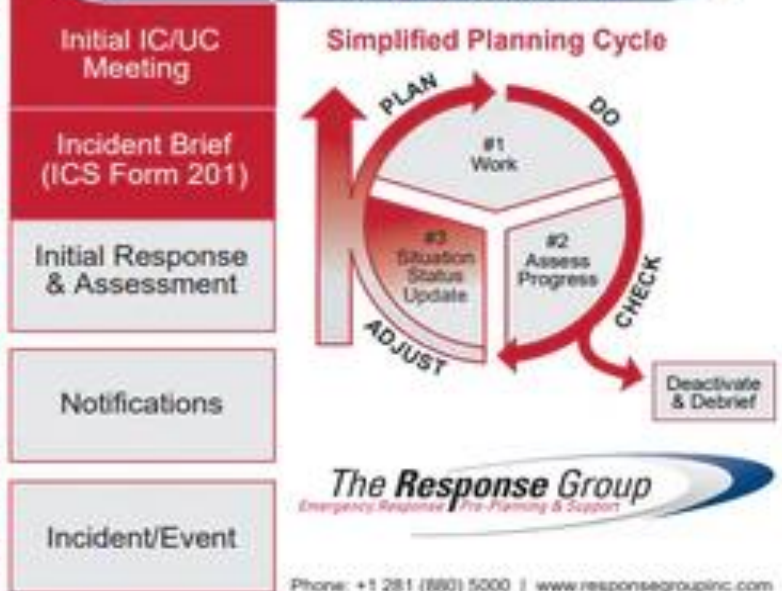 Initial IC/UC
Meeting
Incident Brief
(ICS Form 201)
Initial Response
& Assessment
Notifications
Incident/Event
Simplified Planning Cycle
PLAN
DO
CHECK
ADJUST
#1
Work
#2
Assess
Progress
#3
Situation
Status
Update
Deactivate
& Debrief
The Response Group
Emergency Response Pre-Planning & Support
Phone: +1 281 (880) 5000 | www.responsegroupinc.com